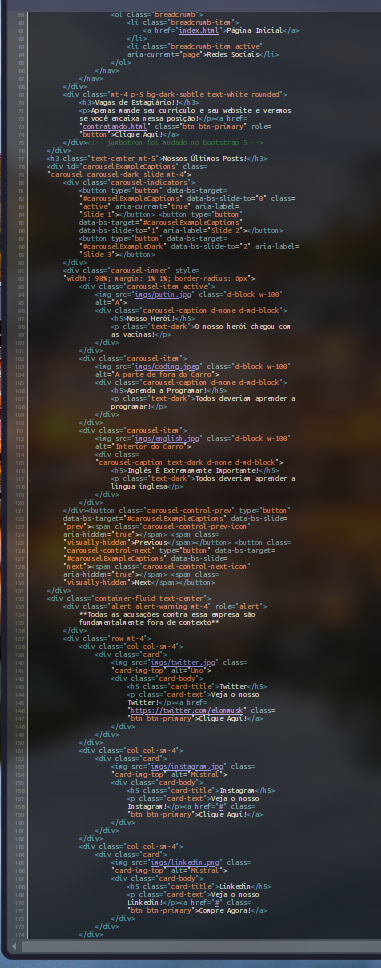 <ol class="breadcrumb">
<li class="breadcrumb-item">
<a href="index.html">Página Inicial</a>
</li>
<li class="breadcrumb-item active"
aria-current="page">Redes Sociais</li>
</ol>
</nav>
</nav>
</div>
<div class="mt-4 p-5 bg-dark-subtle text-white rounded">
<h3>Vagas de Estagiário!!</h3>
<p>Apenas mande seu currículo e seu website e veremos
se você encaixa nessa posição!</p><a href=
"contratando.html" class="btn btn-primary" role=
"button">Clique Aqui!</a>
</div><!-- jumbotron foi mudado no bootstrap 5 -->
</div>
<h3 class="text-center mt-5">Nossos Últimos Posts!</h3>
<div id="carouselExampleCaptions" class=
"carousel carousel-dark slide mt-4">
<div class="carousel-indicators">
<button type="button" data-bs-target=
"#carouselExampleCaptions" data-bs-slide-to="0" class=
"active" aria-current="true" aria-label=
"Slide 1"></button> <button type="button"
data-bs-target="#carouselExampleCaptions"
data-bs-slide-to="1" aria-label="Slide 2"></button>
<button type="button" data-bs-target=
"#carouselExampleDark" data-bs-slide-to="2" aria-label=
"Slide 3"></button>
</div>
<div class="carousel-inner" style=
"width: 98%; margin: 1% 1%; border-radius: 0px">
<div class="carousel-item active">
<img src="imgs/putin.jpg" class="d-block w-100"
alt="A">
<div class="carousel-caption d-none d-md-block">
<h5>Nosso Herói!</h5>
<p class="text-dark">O nosso herói chegou com
as vacinas!</p>
</div>
</div>
<div class="carousel-item">
<img src="imgs/coding.jpeg" class="d-block w-100"
alt="A parte de fora do Carro">
<div class="carousel-caption d-none d-md-block">
<h5>Aprenda a Programar!</h5>
<p class="text-dark">Todos deveriam aprender a
programar!</p>
</div>
</div>
<div class="carousel-item">
<img src="imgs/english.jpg" class="d-block w-100"
alt="Interior do Carro">
<div class=
"carousel-caption text-dark d-none d-md-block">
<h5>Inglês É Extremamente Importante!</h5>
<p class="text-dark">Todos deveriam aprender a
língua inglesa</p>
</div>
</div>
</div><button class="carousel-control-prev" type="button"
data-bs-target="#carouselExampleCaptions" data-bs-slide=
"prev"><span class="carousel-control-prev-icon"
aria-hidden="true"></span> <span class=
"visually-hidden">Previous</span></button> <button class=
"carousel-control-next" type="button" data-bs-target=
"#carouselExampleCaptions" data-bs-slide=
"next"><span class="carousel-control-next-icon"
aria-hidden="true"></span> <span class=
"visually-hidden">Next</span></button>
</div>
<div class="container-fluid text-center">
<div class="alert alert-warning mt-4" role="alert">
**Todas as acusações contra essa empresa são
fundamentalmente fora de contexto**
</div>
<div class="row mt-4">
<div class="col col-sm-4">
<div class="card">
<img src="imgs/twitter.jpg" class=
"card-img-top" alt="Uno">
<div class="card-body">
<h5 class="card-title">Twitter</h5>
<p class="card-text">Veja o nosso
Twitter!</p><a href=
"https://twitter.com/elonmusk" class=
"btn btn-primary">Clique Aqui!</a>
</div>
</div>
</div>
<div class="col col-sm-4">
<div class="card">
<img src="imgs/instagram.jpg" class=
"card-img-top" alt="Mistral">
<div class="card-body">
<h5 class="card-title">Instagram</h5>
<p class="card-text">Veja o nosso
Instagram!</p><a href="#" class=
"btn btn-primary">Clique Aqui!</a>
</div>
</div>
</div>
<div class="col col-sm-4">
<div class="card">
<img src="imgs/linkedin.png" class=
"card-img-top" alt="Mistral">
<div class="card-body">
<h5 class="card-title">Linkedin</h5>
<p class="card-text">Veja o nosso
Linkedin!</p><a href="#" class=
"btn btn-primary">Compre Agora!</a>
</div>
</div>
</div>